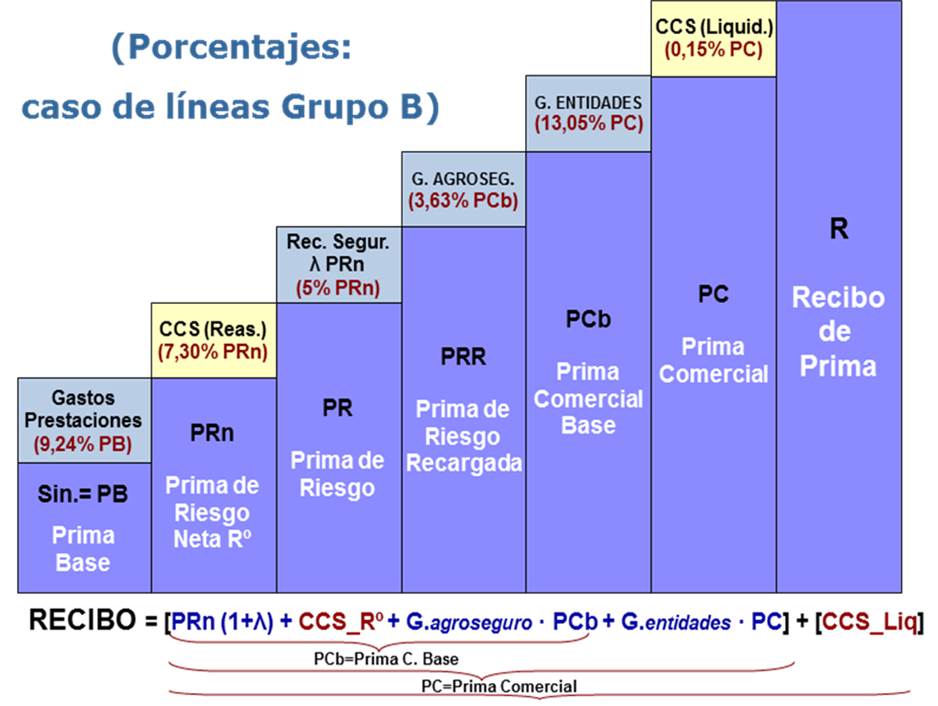 (Porcentajes:
caso de líneas Grupo B)
Gastos
Prestaciones
(9,24% PB)
Sin.= PB
Prima
Base
CCS (Reas.)
(7,30% PRn)
PRn
Prima de
Riesgo
Neta Rº
Rec. Segur.
λ PRn
(5% PRn)
PR
Prima de
Riesgo
G. AGROSEG.
(3,63% PCb)
PRR
Prima de
Riesgo
Recargada
G. ENTIDADES
(13,05% PC)
PCb
Prima
Comercial
Base
CCS (Liquid.)
(0,15% PC)
PC
Prima
Comercial
R
Recibo
de
Prima
RECIBO = [PRn (1+λ) + CCS_Rº + G.agroseguro · PCb + G.entidades · PC] + [CCS_Liq]
PCb=Prima C. Base
PC=Prima Comercial